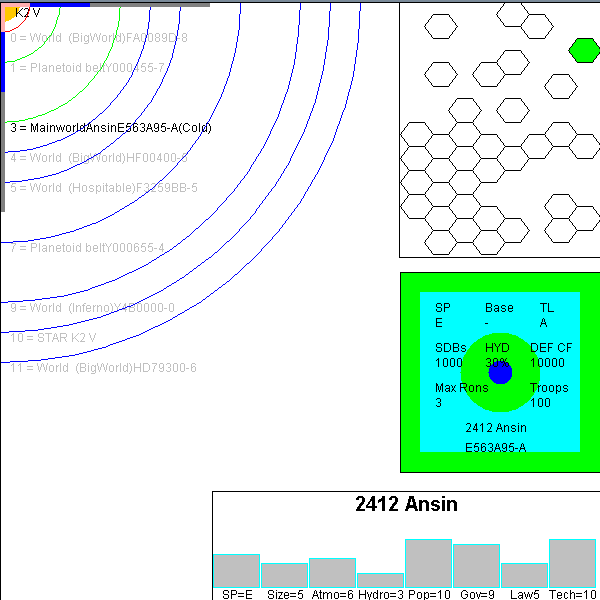 K2 V
0 = World (BigWorld)FA0089D-8
1 = Planetoid beltY000455-7
3 = MainworldAnsinE563A95-A(Cold)
4 = World (BigWorld)HF00400-5
5 = World (Hospitable)F3259BB-5
7 = Planetoid beltY000655-4
9 = World (Inferno)Y4B0000-0
10 = STAR K2 V
11 = World (BigWorld)HD79300-6
SP Base TL
E - A
SDBs HYD DEF CF
1000 30% 10000
Max Rons Troops
3 100
2412 Ansin
E563A95-A
2412 Ansin
SP=E Size=5 Atmo=6 Hydro=3 Pop=10 Gov=9 Law5 Tech=10